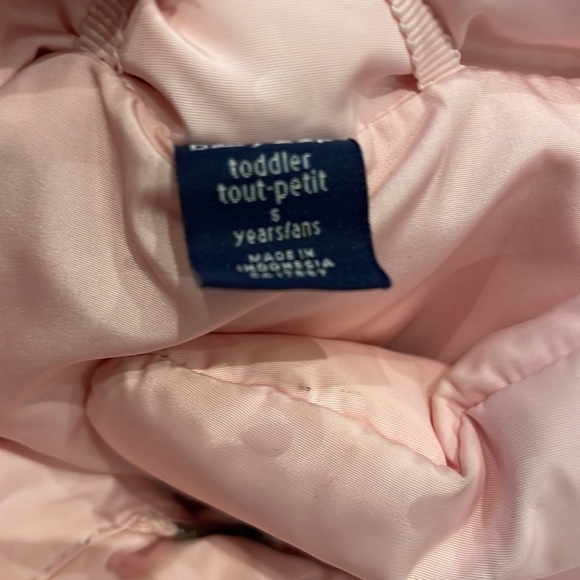 toddler
tout-petit
5
years/ans
MADE IN
INDONESIA